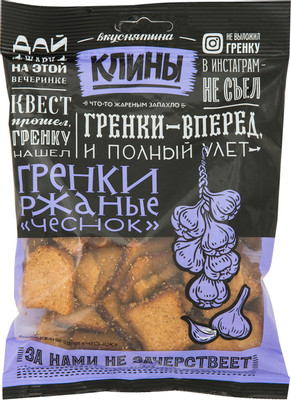 вкуснятина
КЛИНЫ
ЧТО-ТО ЖАРЕНЫМ ЗАПАХЛО
ДАЙ
ЖАРУ
НА ЭТОЙ
ВЕЧЕРИНКЕ
НЕ ВЫЛОЖИЛ
ГРЕНКУ
В ИНСТАГРАМ-
НЕ СЪЕЛ
КВЕСТ
прошел,
ГРЕНКУ
НАШЕЛ
ГРЕНКИ-ВПЕРЕД,
И ПОЛНЫЙ УЛЕТ
ГРЕНКИ
РЖАНЫЕ
«ЧЕСНОК»
ЗА НАМИ НЕ ЗАЧЕРСТВЕЕТ